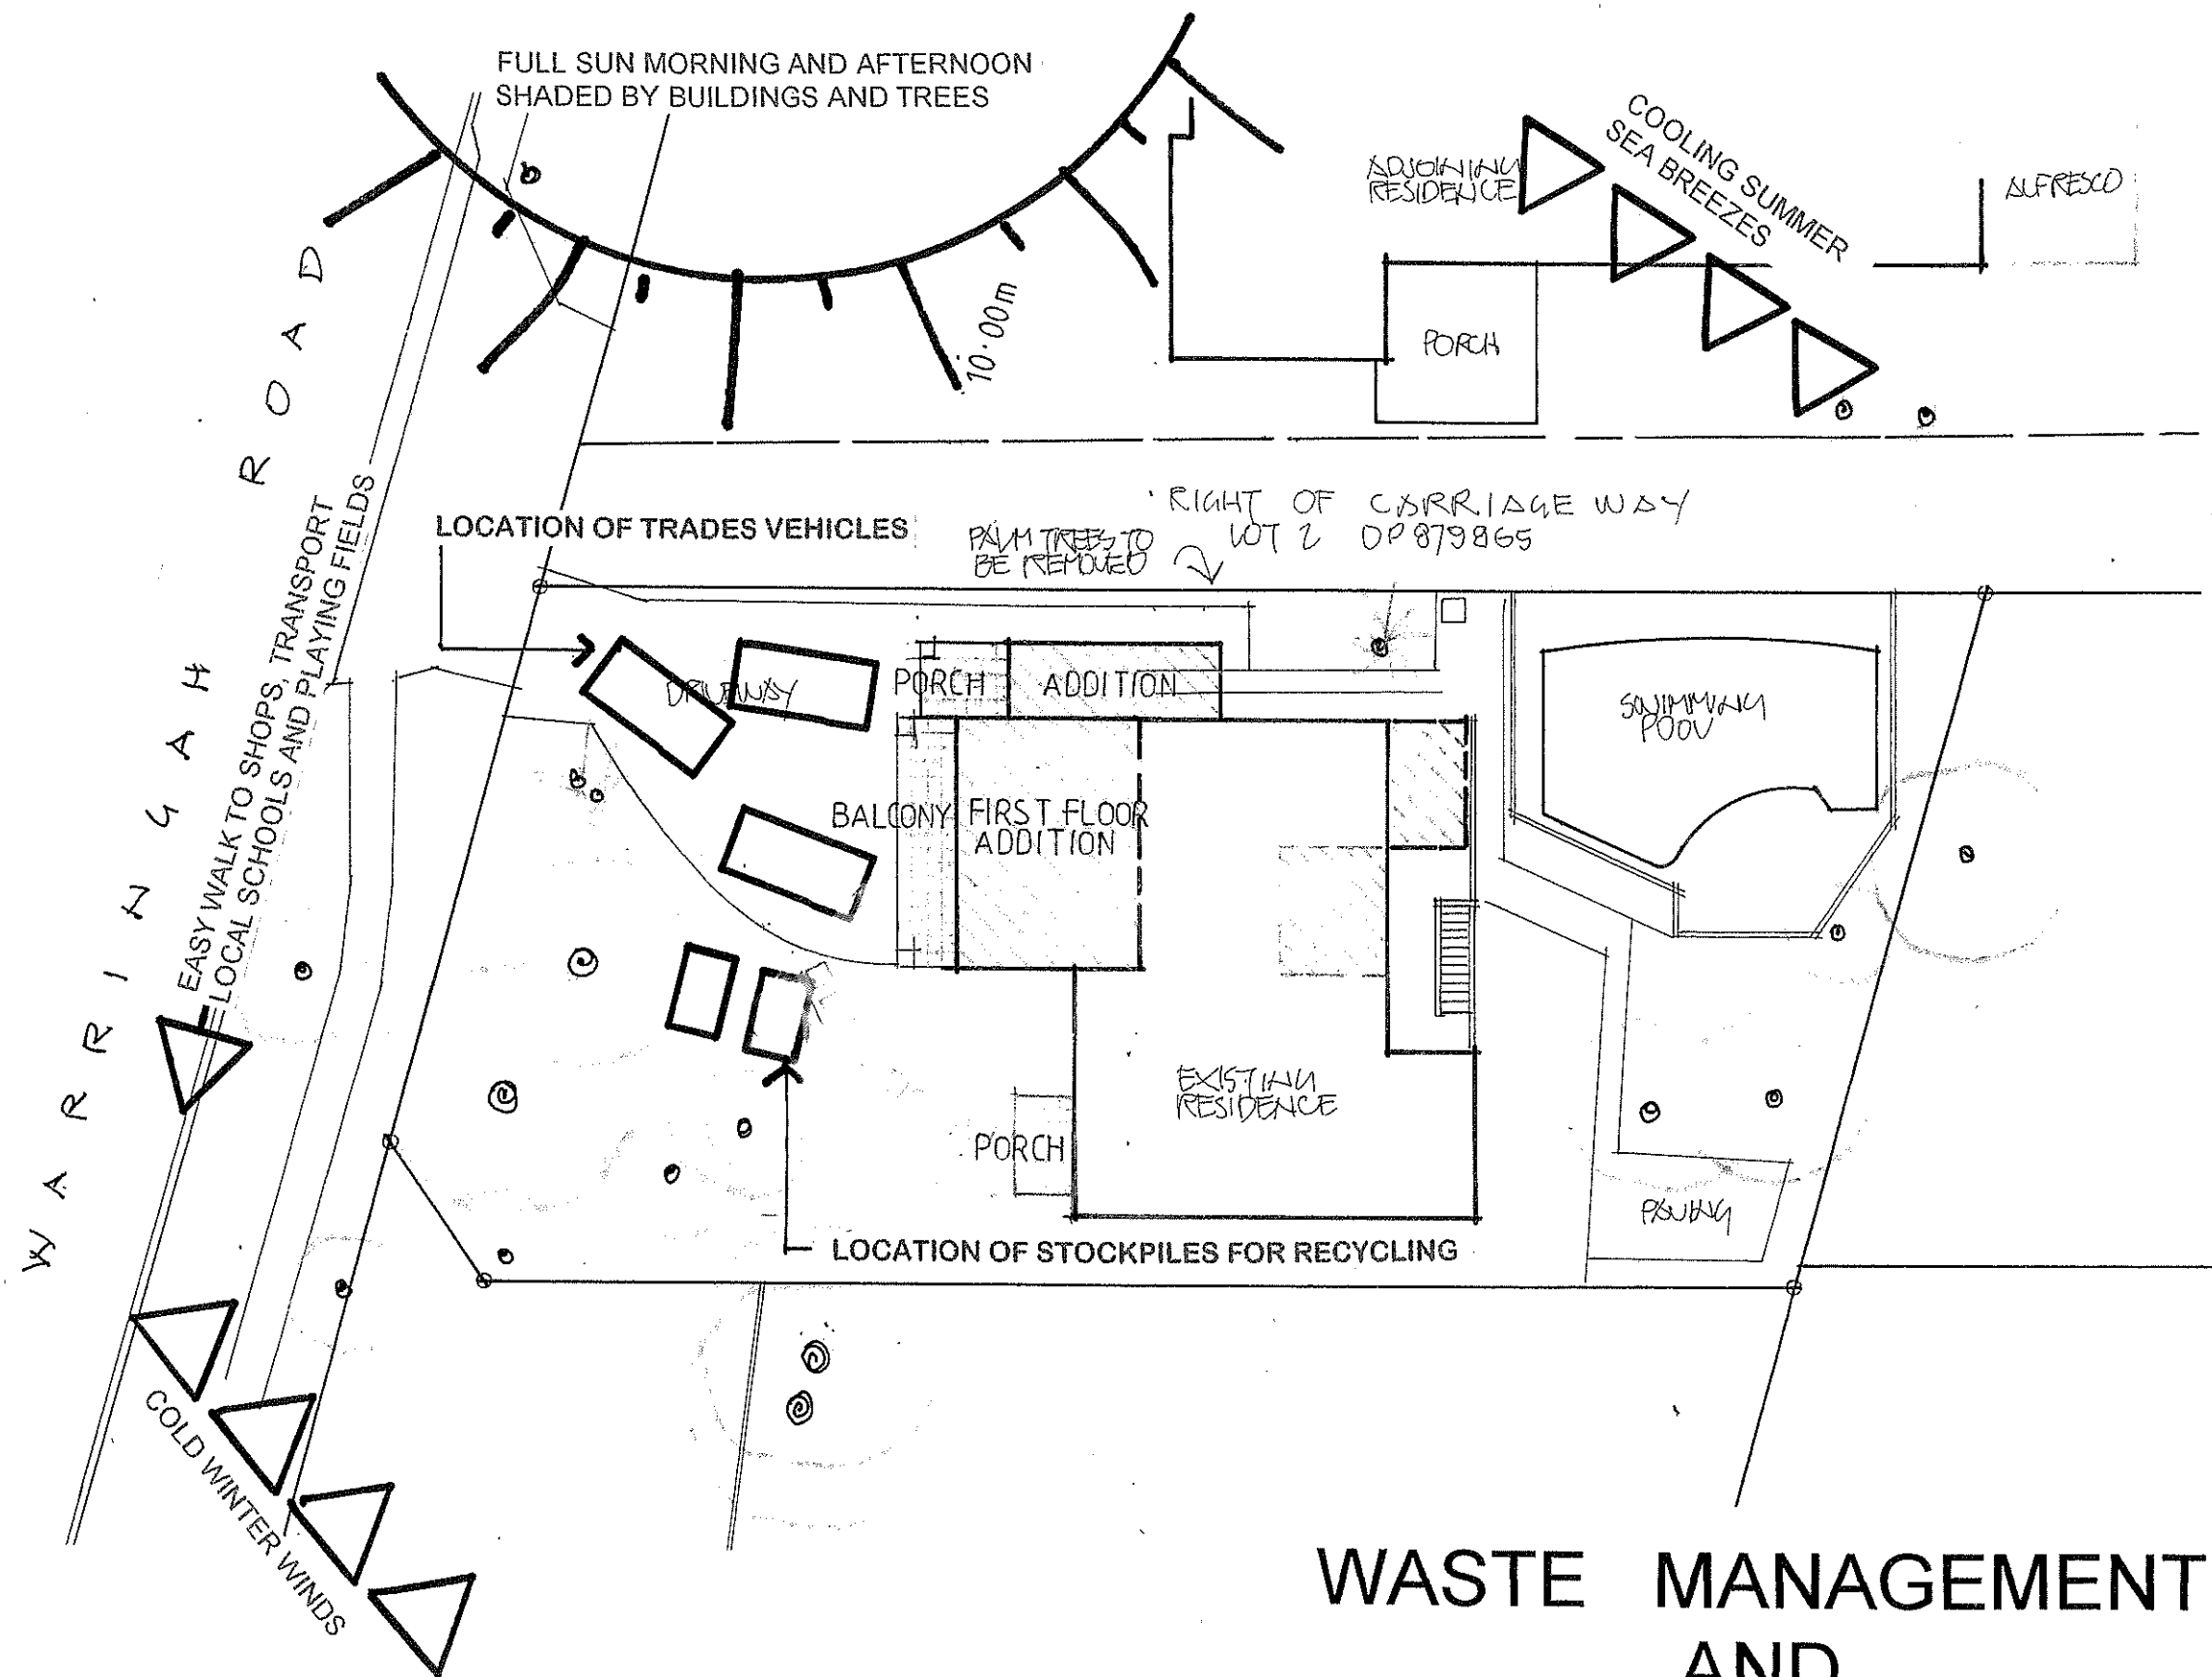 FULL SUN MORNING AND AFTERNOON
SHADED BY BUILDINGS AND TREES
COOLING SUMMER
SEA BREEZES
ADJOINING
RESIDENCE
ALFRESCO
10.00m
PORCH
WARRINGAH ROAD
EASY WALK TO SHOPS, TRANSPORT
LOCAL SCHOOLS AND PLAYING FIELDS
RIGHT OF CARRIAGE WAY
LOT 2 DP 879865
LOCATION OF TRADES VEHICLES
PALM TREES TO
BE REMOVED
DRIVEWAY
PORCH
ADDITION
SWIMMING
POOL
BALCONY
FIRST FLOOR
ADDITION
EXISTING
RESIDENCE
PORCH
PAVING
LOCATION OF STOCKPILES FOR RECYCLING
COLD WINTER WINDS
WASTE MANAGEMENT
AND